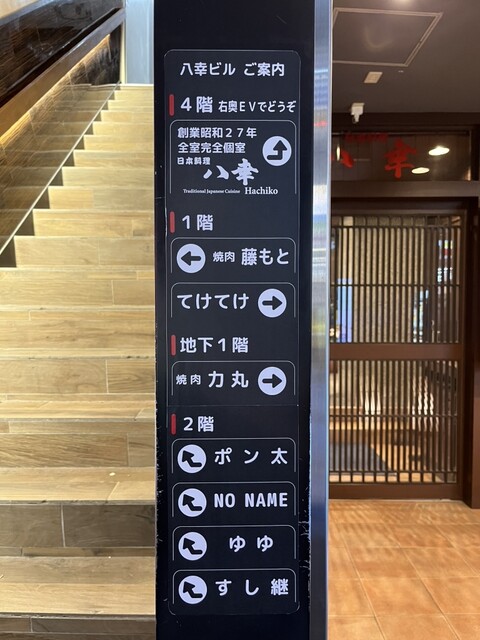 八幸ビル ご案内
4階 右奥EVでどうぞ
創業昭和27年
全室完全個室
日本料理 八幸
Traditional Japanese Cuisine Hachiko
1階
焼肉 藤もと
てけてけ
地下1階
焼肉 力丸
2階
ポン太
NO NAME
ゆゆ
すし 継
八幸